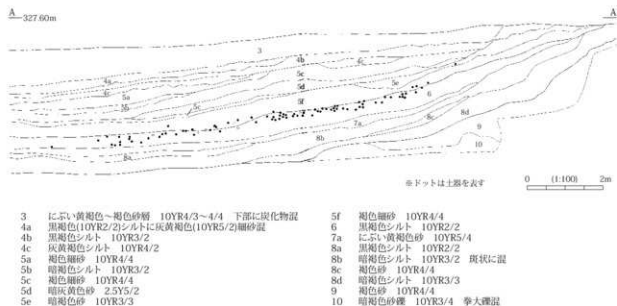 A
327.60m
A
3
4b
4c
5c
4a
5d
4c
5a
5e
5b
5f
6
5c
8d
7a
8c
9
8b
10
8a
※ドットは土器を表す
0 (1:100) 2m
3 にぶい黄褐色～褐色砂層 10YR4/3～4/4 下部に炭化物混
4a 黒褐色(10YR2/2)シルトに灰黄褐色(10YR5/2)細砂混
4b 黒褐色シルト 10YR3/2
4c 灰黄褐色シルト 10YR4/2
5a 褐色細砂 10YR4/4
5b 暗褐色シルト 10YR3/2
5c 褐色細砂 10YR4/4
5d 暗灰黄色砂 2.5Y5/2
5e 暗褐色砂 10YR3/3
5f 褐色細砂 10YR4/4
6 黒褐色シルト 10YR2/2
7a にぶい黄褐色砂 10YR5/4
8a 黒褐色シルト 10YR2/2
8b 暗褐色シルト 10YR3/2 斑状に混
8c 褐色砂 10YR4/4
8d 暗褐色シルト 10YR3/4
9 褐色砂 10YR4/4
10 暗褐色砂礫 10YR3/4 拳大礫混